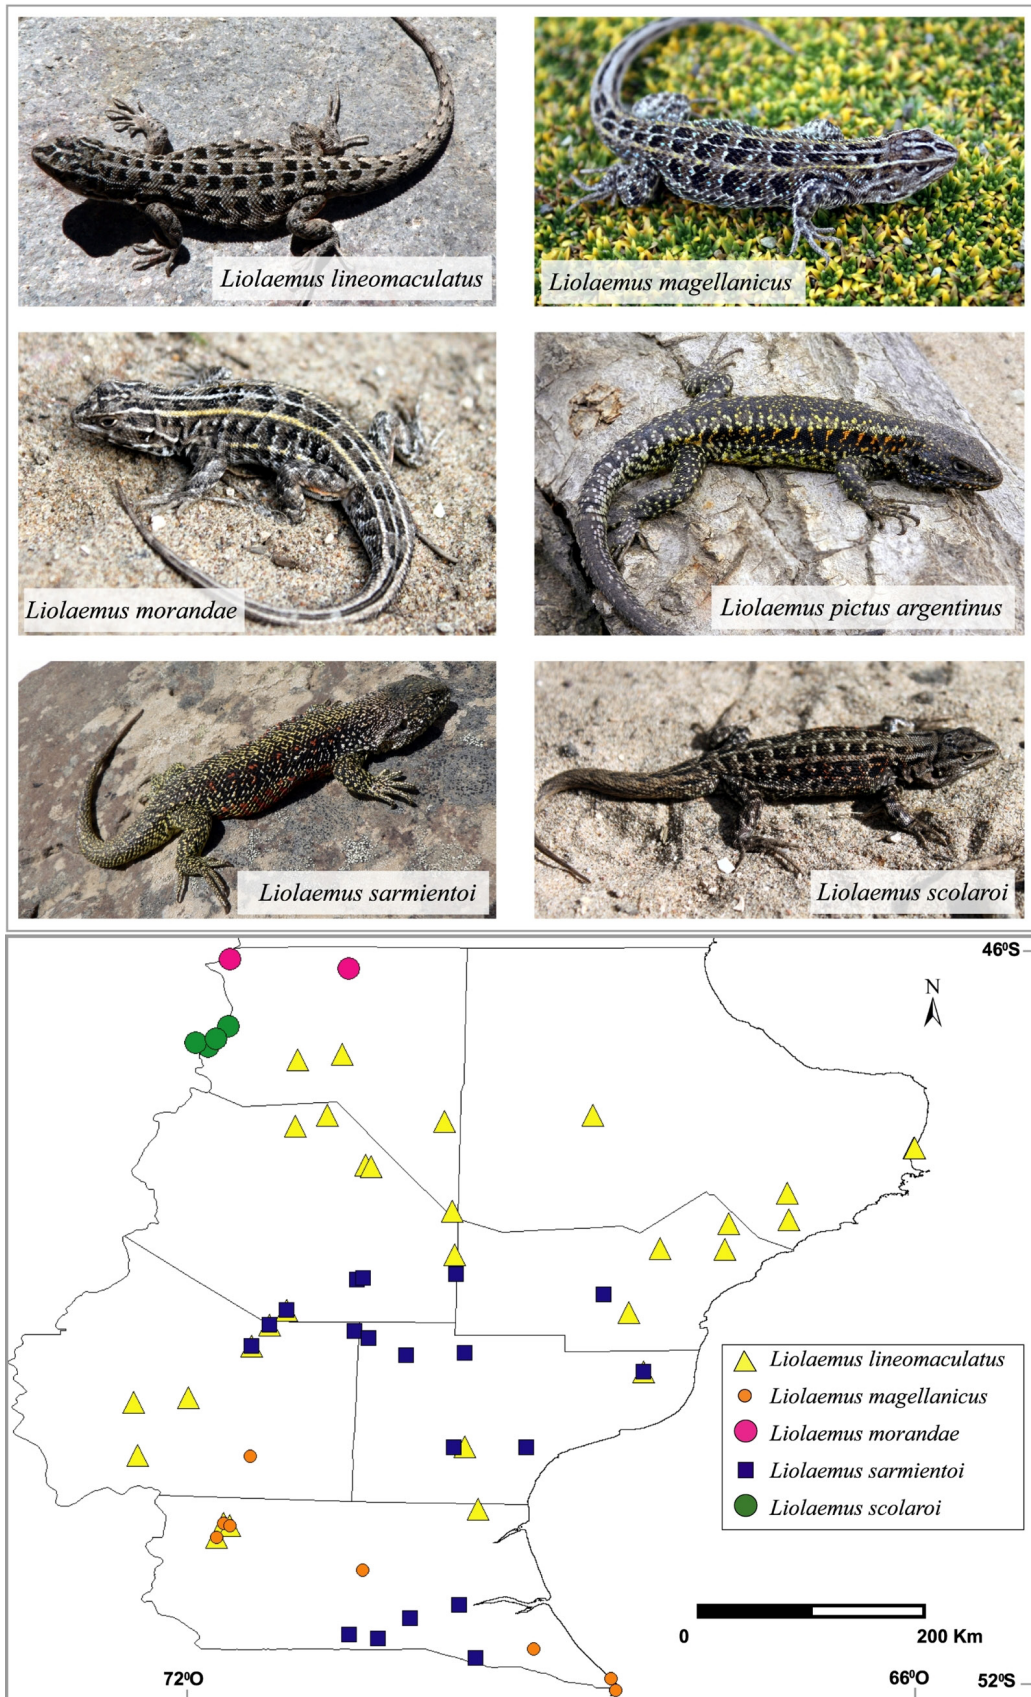 Liolaemus lineomaculatus
Liolaemus magellanicus
Liolaemus morandae
Liolaemus pictus argentinus
Liolaemus sarmientoi
Liolaemus scolaroi
46⁰S
N
Liolaemus lineomaculatus
Liolaemus magellanicus
Liolaemus morandae
Liolaemus sarmientoi
Liolaemus scolaroi
0 200 Km
72⁰O
66⁰O
52⁰S